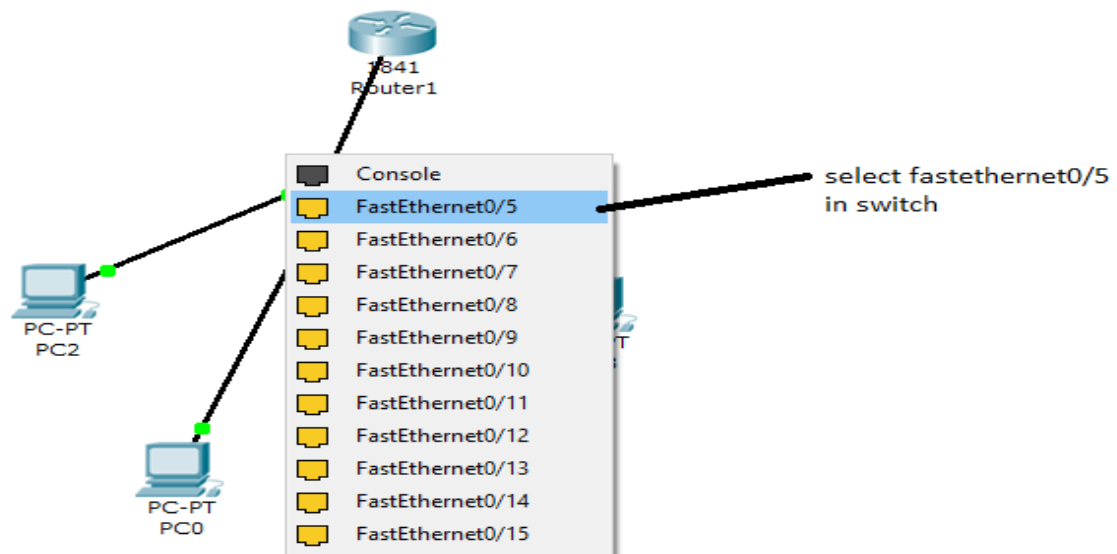 1841
Router1
Console
FastEthernet0/5
select fastethernet0/5
in switch
FastEthernet0/6
FastEthernet0/7
FastEthernet0/8
FastEthernet0/9
FastEthernet0/10
FastEthernet0/11
FastEthernet0/12
FastEthernet0/13
FastEthernet0/14
FastEthernet0/15
PC-PT
PC2
T
PC-PT
PC0